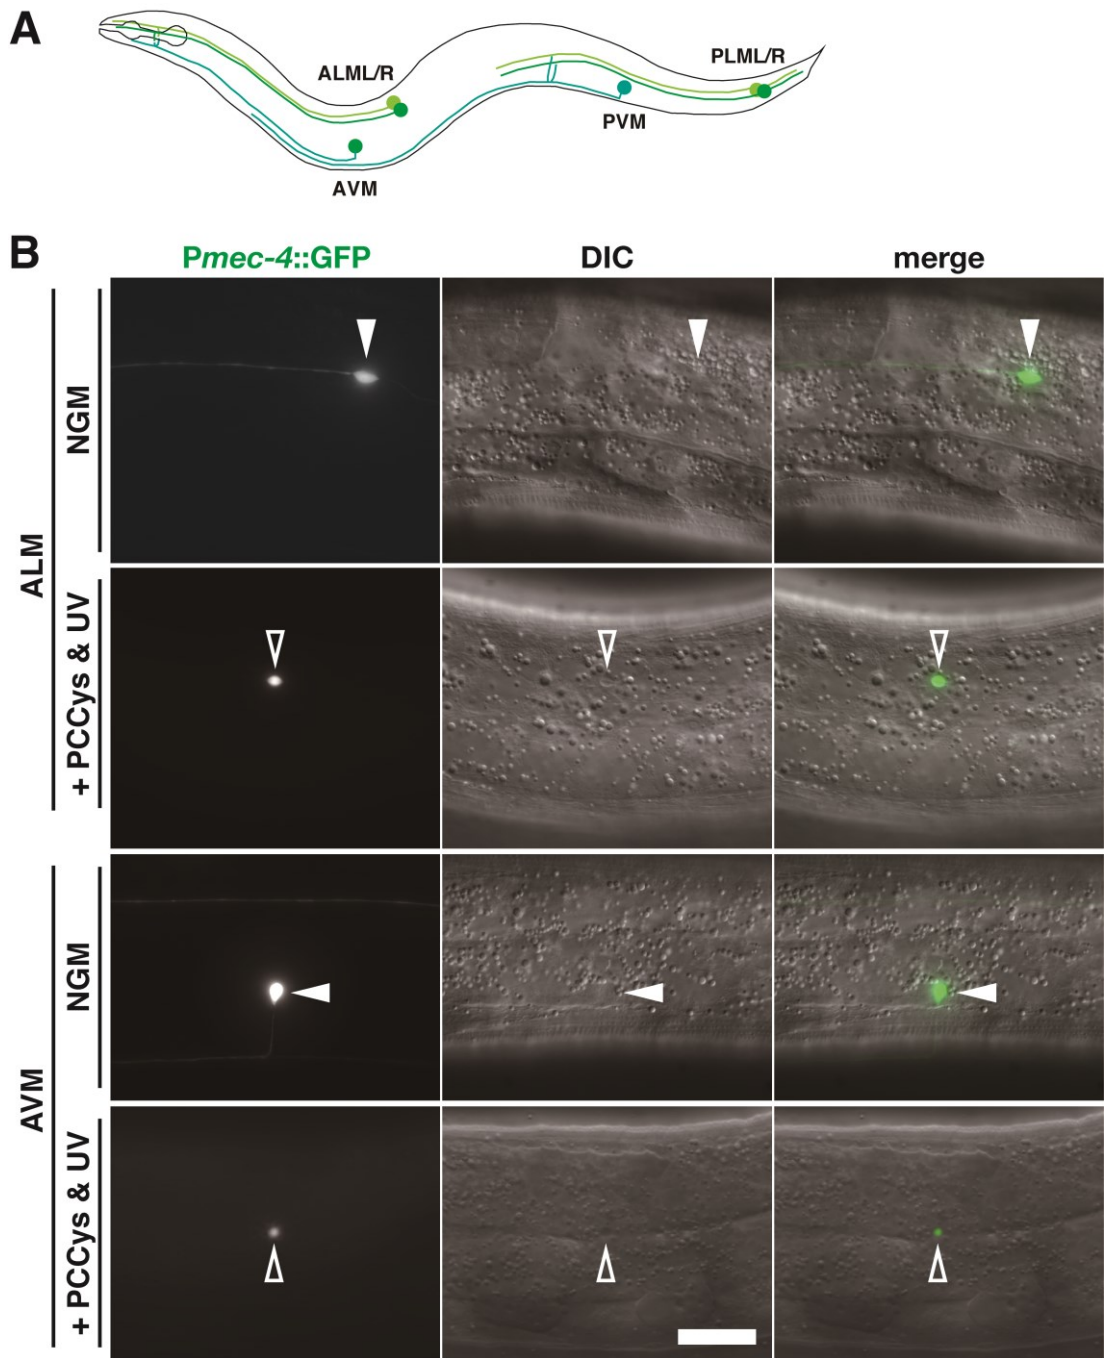 A
ALML/R
PLML/R
PVM
AVM
B
Pmec-4::GFP
DIC
merge
ALM
NGM
+ PCCys & UV
AVM
NGM
+ PCCys & UV